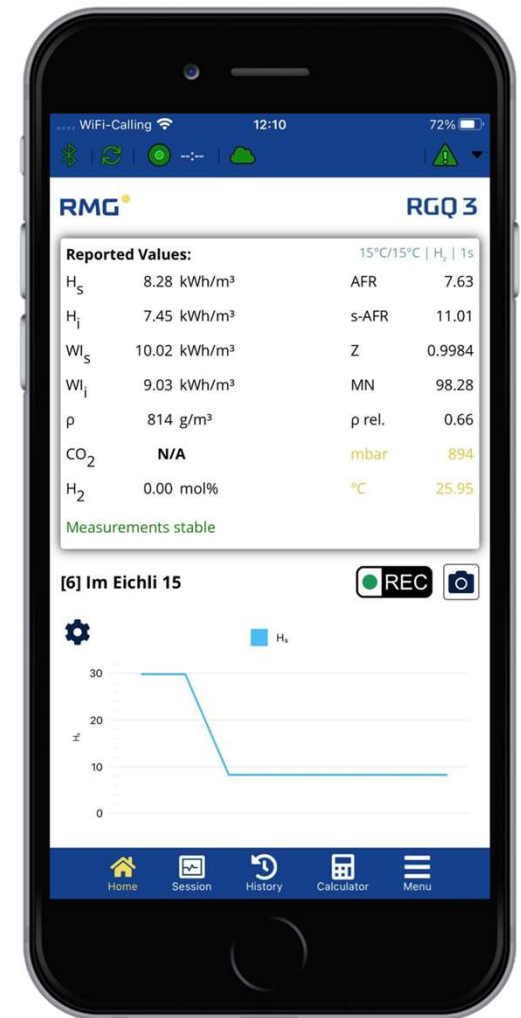 .... WiFi-Calling 12:10 72%
--:--
RMG RGQ 3
Reported Values: 15°C/15°C | H₂ | 1s
Hs 8.28 kWh/m³ AFR 7.63
Hi 7.45 kWh/m³ s-AFR 11.01
WIs 10.02 kWh/m³ Z 0.9984
WIi 9.03 kWh/m³ MN 98.28
ρ 814 g/m³ ρ rel. 0.66
CO₂ N/A mbar 894
H₂ 0.00 mol% °C 25.95
Measurements stable
[6] Im Eichli 15 REC
Hs
30
20
Hs
10
0
Home Session History Calculator Menu